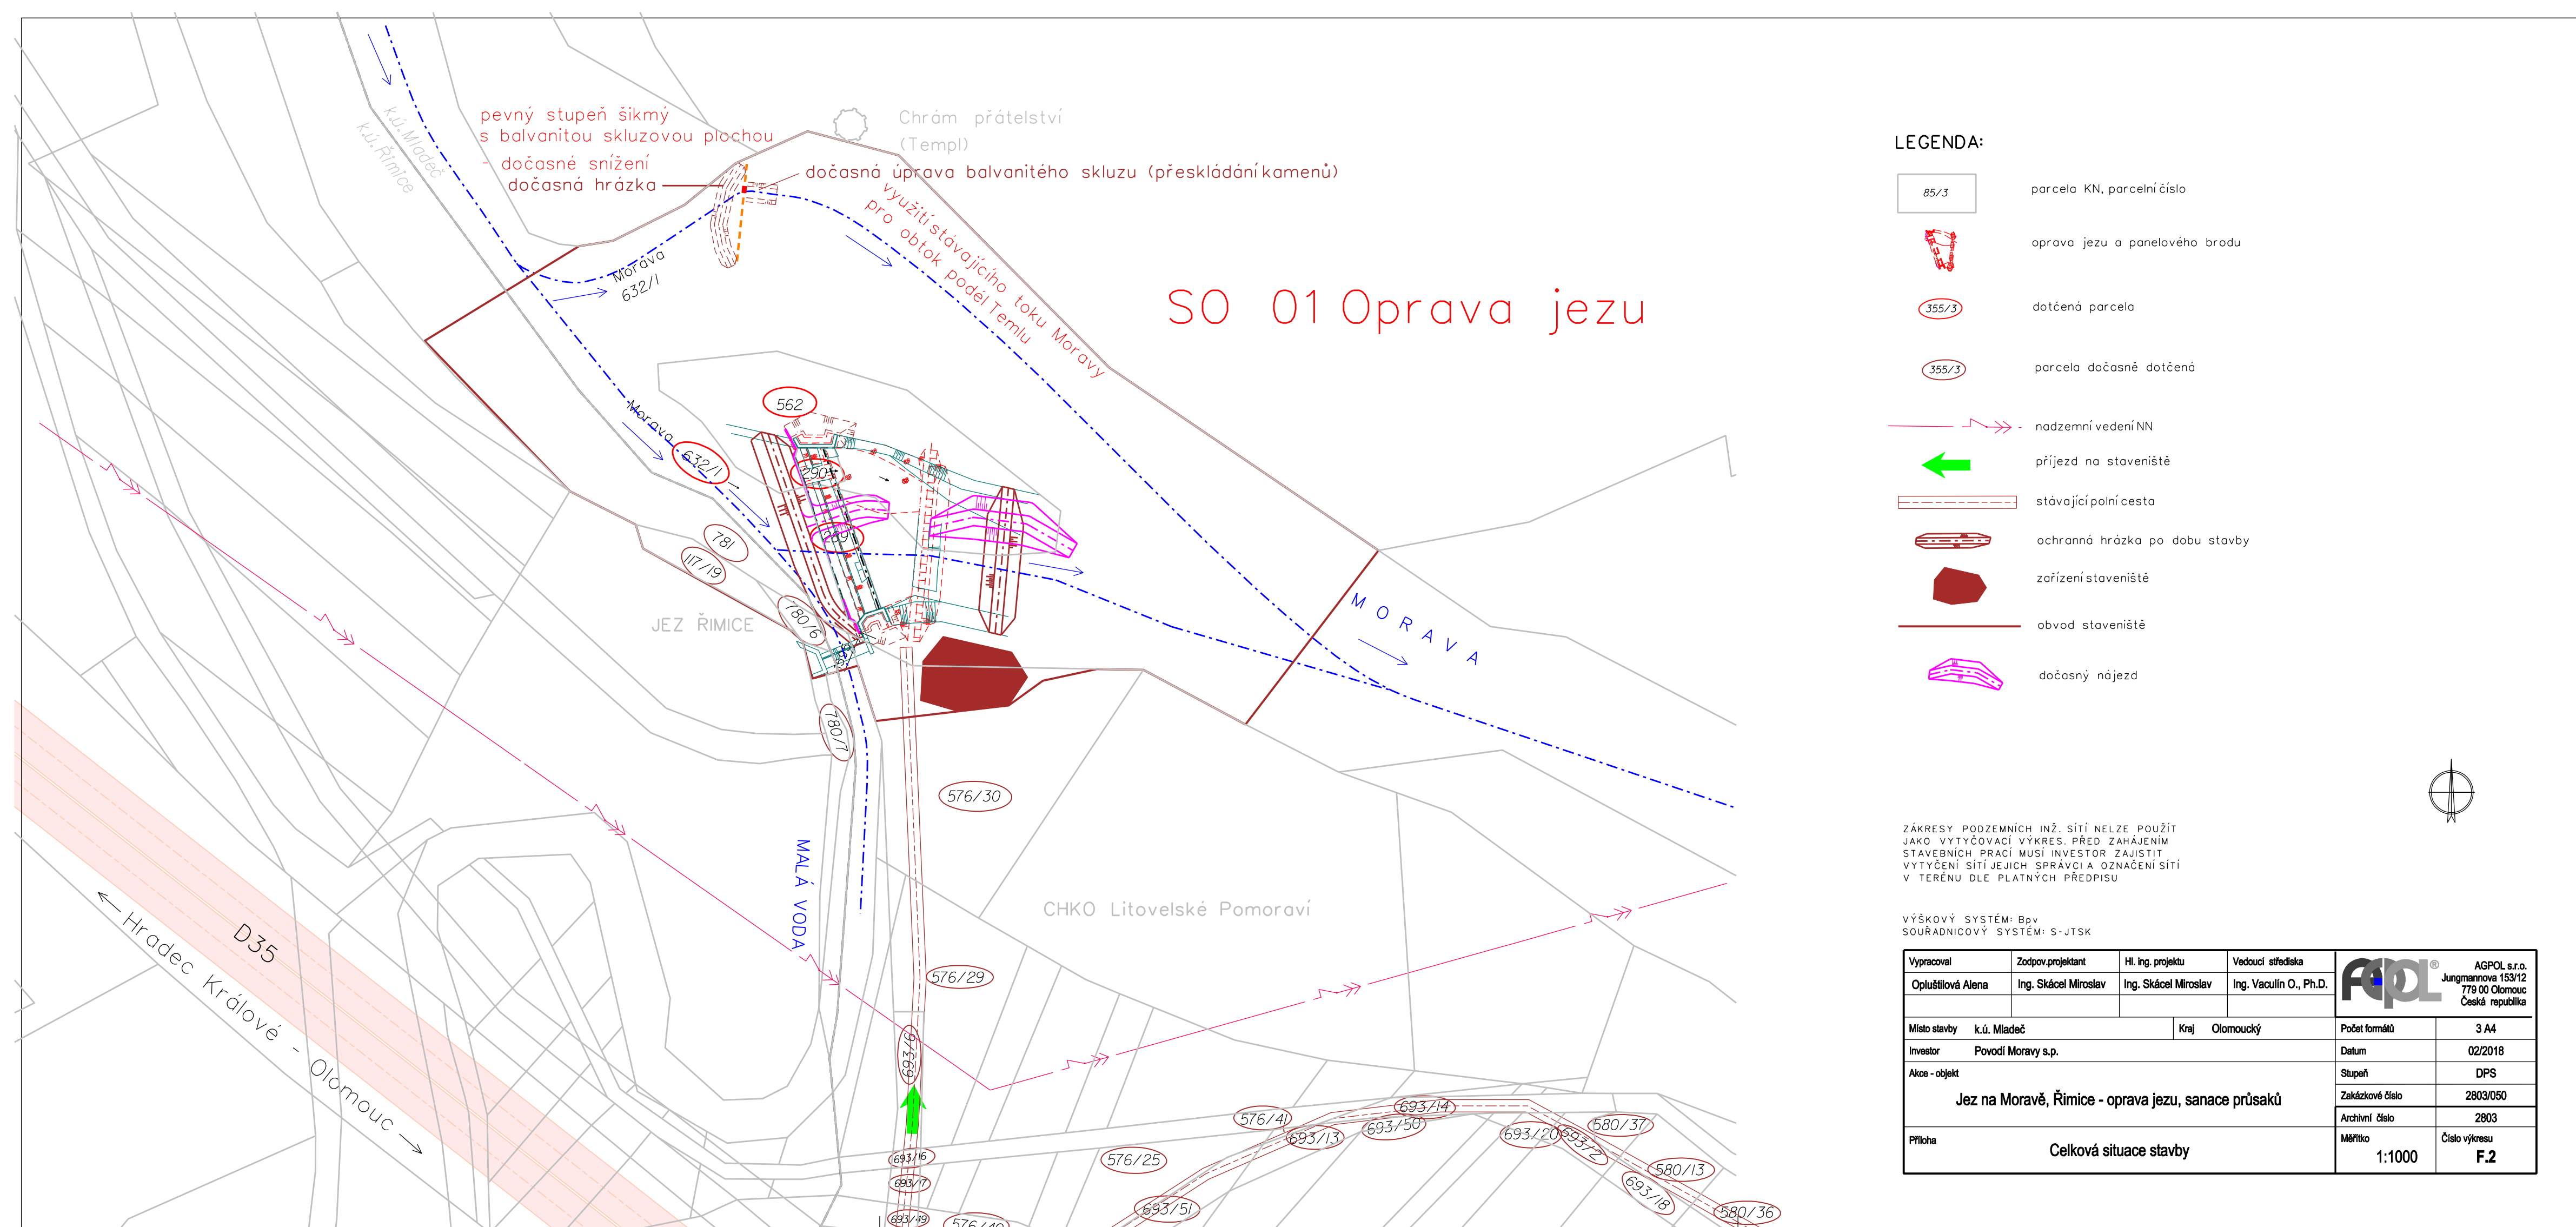 k.ú.Mladeč
k.ú.Řimice
pevný stupeň šikmý
s balvanitou skluzovou plochou
- dočasné snížení
dočasná hrázka
Chrám přátelství
(Templ)
dočasná úprava balvanitého skluzu (přeskládání kamenů)
využití stávajícího toku Moravy
pro obtok podél Temlu
Morava
632/1
SO 01 Oprava jezu
562
Morava
632/1
290
289
781
117/19
780/6
JEZ ŘIMICE
780/7
MORAVA
576/30
MALÁ VODA
CHKO Litovelské Pomoraví
D35
Hradec Králové - Olomouc
576/29
693/6
693/16
693/17
693/49
576/25
693/51
576/41
693/13
693/50
693/14
693/20
693/2
580/37
580/13
693/18
580/36
LEGENDA:
85/3 parcela KN, parcelní číslo
oprava jezu a panelového brodu
355/3 dotčená parcela
355/3 parcela dočasně dotčená
nadzemní vedení NN
příjezd na staveniště
stávající polní cesta
ochranná hrázka po dobu stavby
zařízení staveniště
obvod staveniště
dočasný nájezd
ZÁKRESY PODZEMNÍCH INŽ. SÍTÍ NELZE POUŽÍT
JAKO VYTYČOVACÍ VÝKRES. PŘED ZAHÁJENÍM
STAVEBNÍCH PRACÍ MUSÍ INVESTOR ZAJISTIT
VYTYČENÍ SÍTÍ JEJICH SPRÁVCI A OZNAČENÍ SÍTÍ
V TERÉNU DLE PLATNÝCH PŘEDPISU
VÝŠKOVÝ SYSTÉM: Bpv
SOUŘADNICOVÝ SYSTÉM: S-JTSK
Vypracoval Zodpov.projektant Hl. ing. projektu Vedoucí střediska
Opluštilová Alena Ing. Skácel Miroslav Ing. Skácel Miroslav Ing. Vaculín O., Ph.D.
AGPOL ®
AGPOL s.r.o.
Jungmannova 153/12
779 00 Olomouc
Česká republika
Místo stavby k.ú. Mladeč Kraj Olomoucký
Počet formátů 3 A4
Investor Povodí Moravy s.p.
Datum 02/2018
Akce - objekt
Stupeň DPS
Jez na Moravě, Řimice - oprava jezu, sanace průsaků
Zakázkové číslo 2803/050
Archivní číslo 2803
Příloha
Celková situace stavby
Měřítko
1:1000
Číslo výkresu
F.2